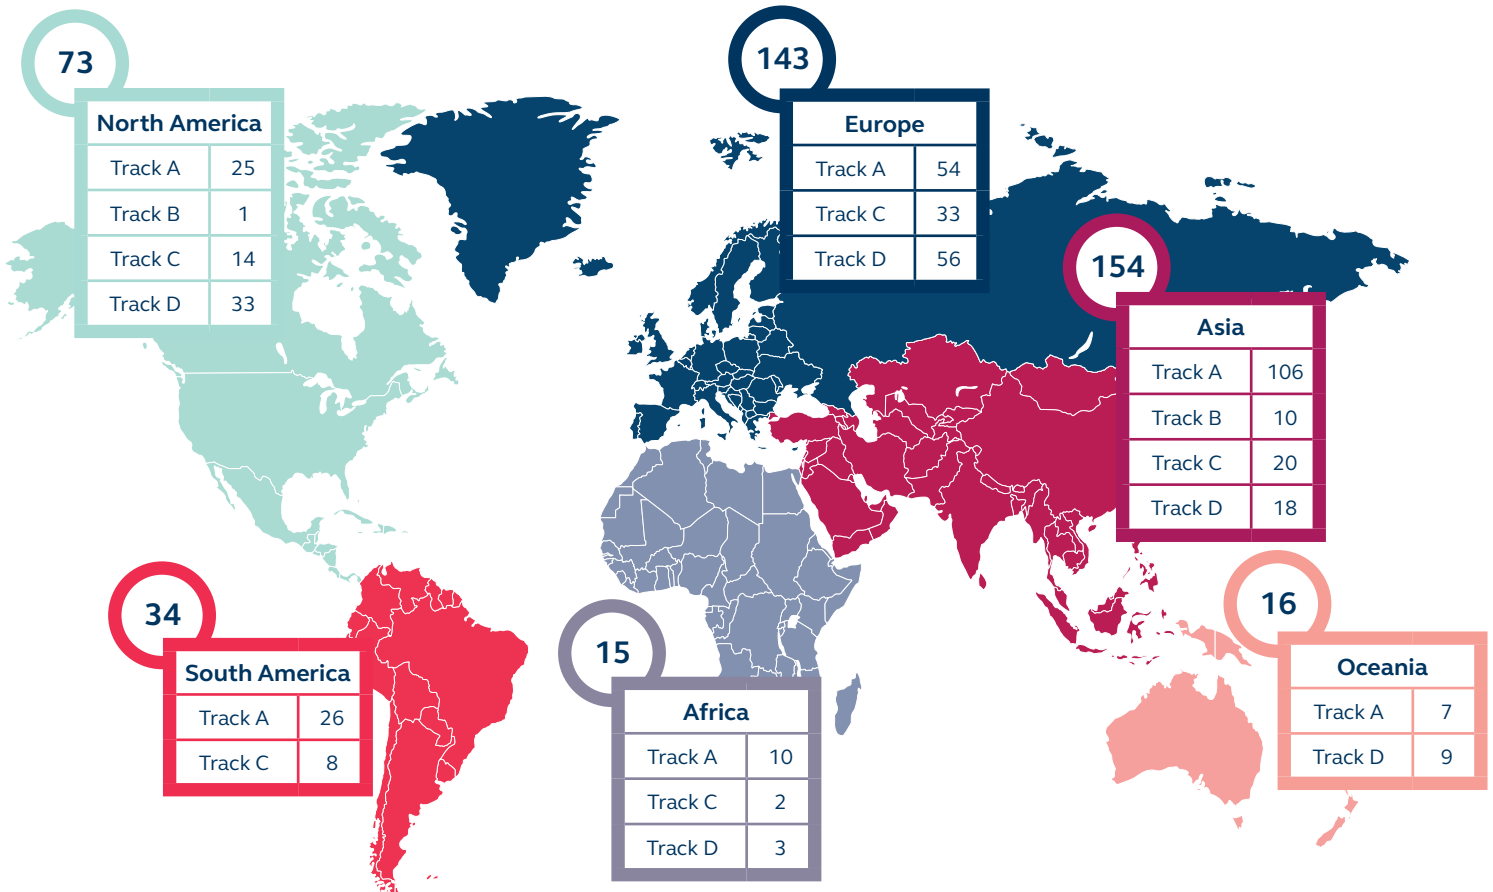 73
North America
Track A 25
Track B 1
Track C 14
Track D 33
143
Europe
Track A 54
Track C 33
Track D 56
154
Asia
Track A 106
Track B 10
Track C 20
Track D 18
34
South America
Track A 26
Track C 8
15
Africa
Track A 10
Track C 2
Track D 3
16
Oceania
Track A 7
Track D 9